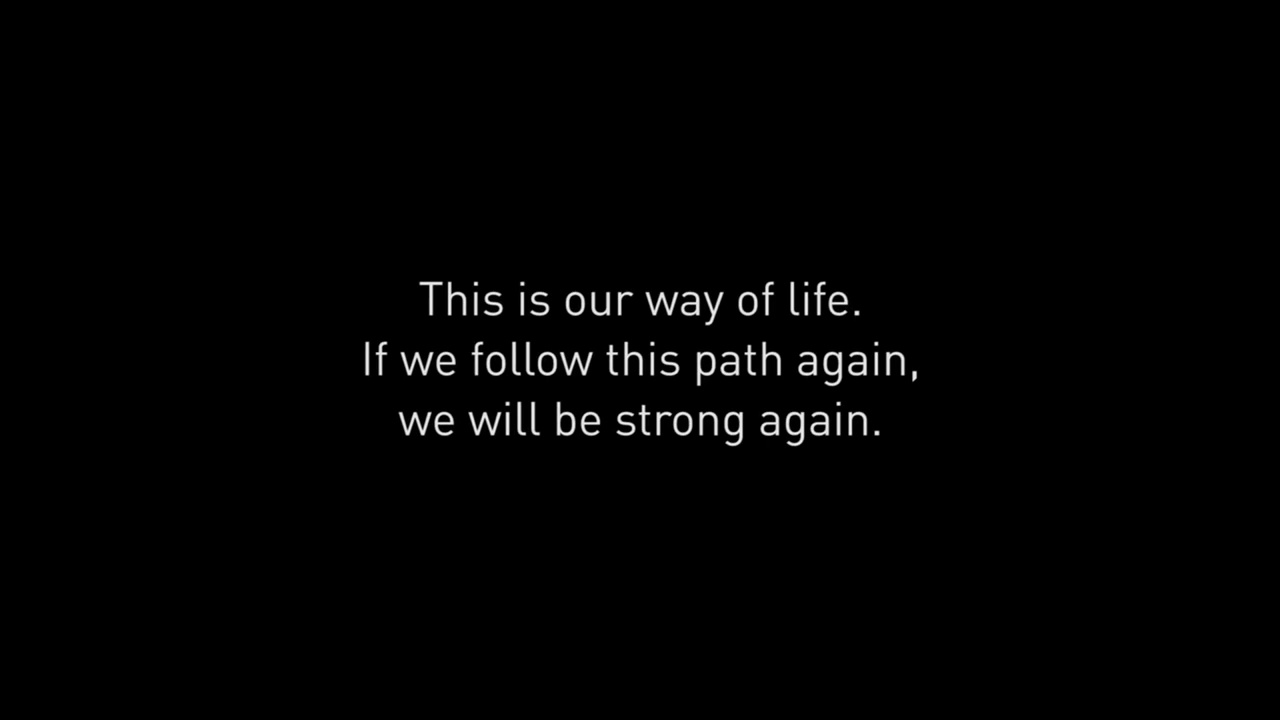 This is our way of life.
If we follow this path again,
we will be strong again.